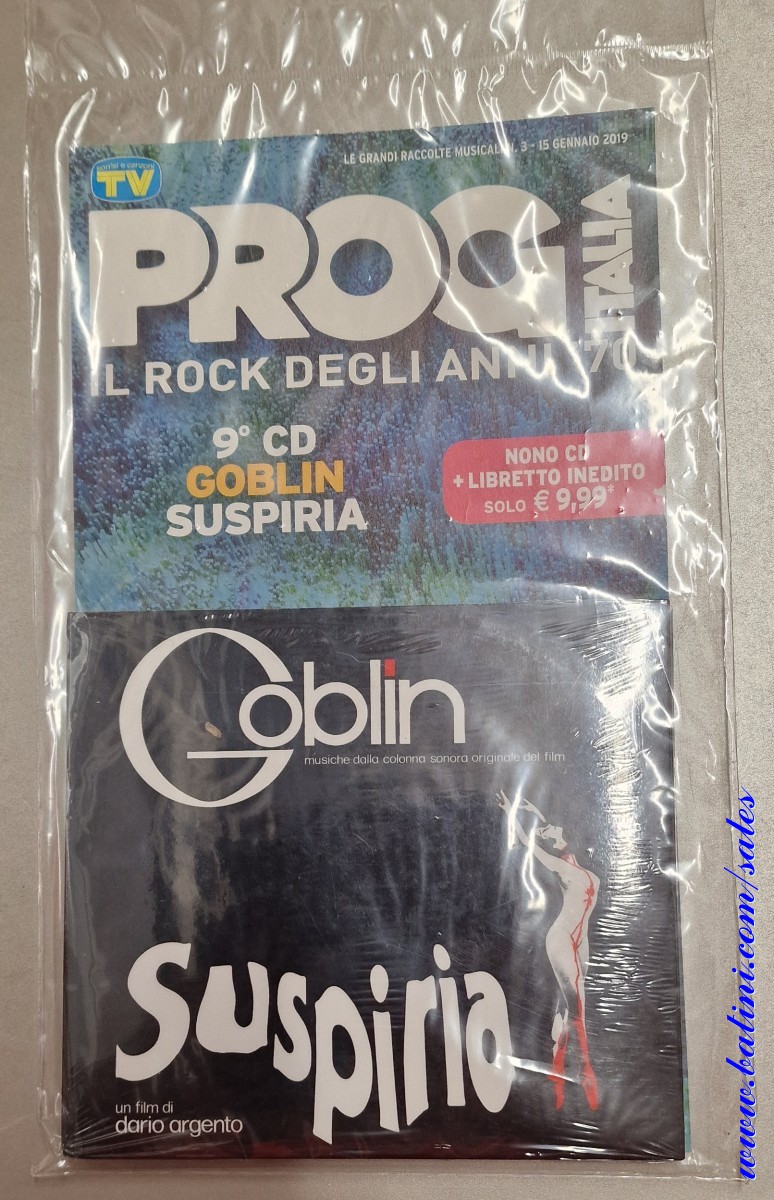 LE GRANDI RACCOLTE MUSICALI N. 3 - 15 GENNAIO 2019
sorrisi e canzoni
TV
PROG
ITALIA
IL ROCK DEGLI ANNI '70
9° CD
GOBLIN
SUSPIRIA
NONO CD
+ LIBRETTO INEDITO
SOLO € 9,99*
Goblin
musiche dalla colonna sonora originale del film
Suspiria
un film di
dario argento
www.batini.com/sales